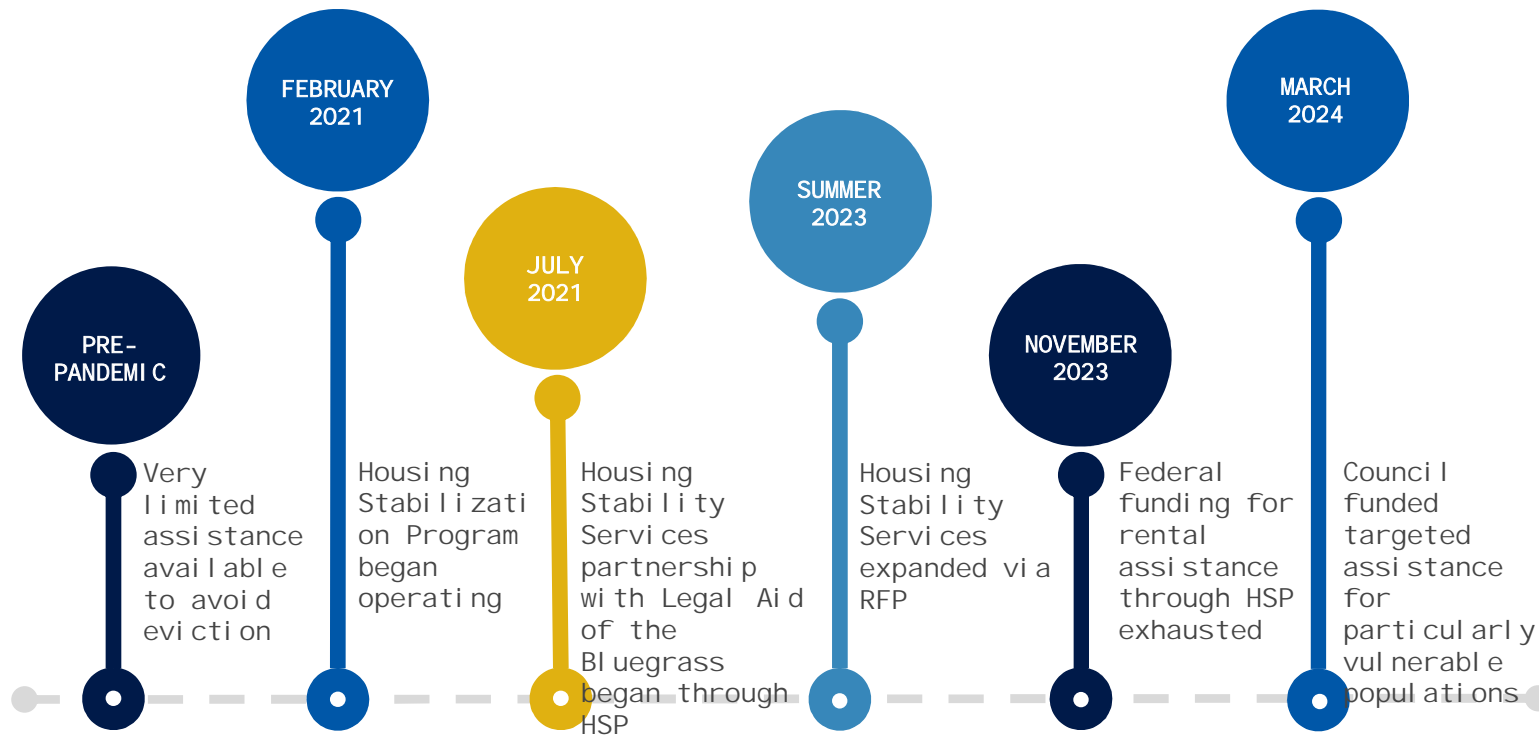 PRE-
PANDEMIC
Very
limited
assistance
available
to avoid
eviction
FEBRUARY
2021
Housing
Stabilizati
on Program
began
operating
JULY
2021
Housing
Stability
Services
partnership
with Legal Aid
of the
Bluegrass
began through
HSP
SUMMER
2023
Housing
Stability
Services
expanded via
RFP
NOVEMBER
2023
Federal
funding for
rental
assistance
through HSP
exhausted
MARCH
2024
Council
funded
targeted
assistance
for
particularly
vulnerable
populations